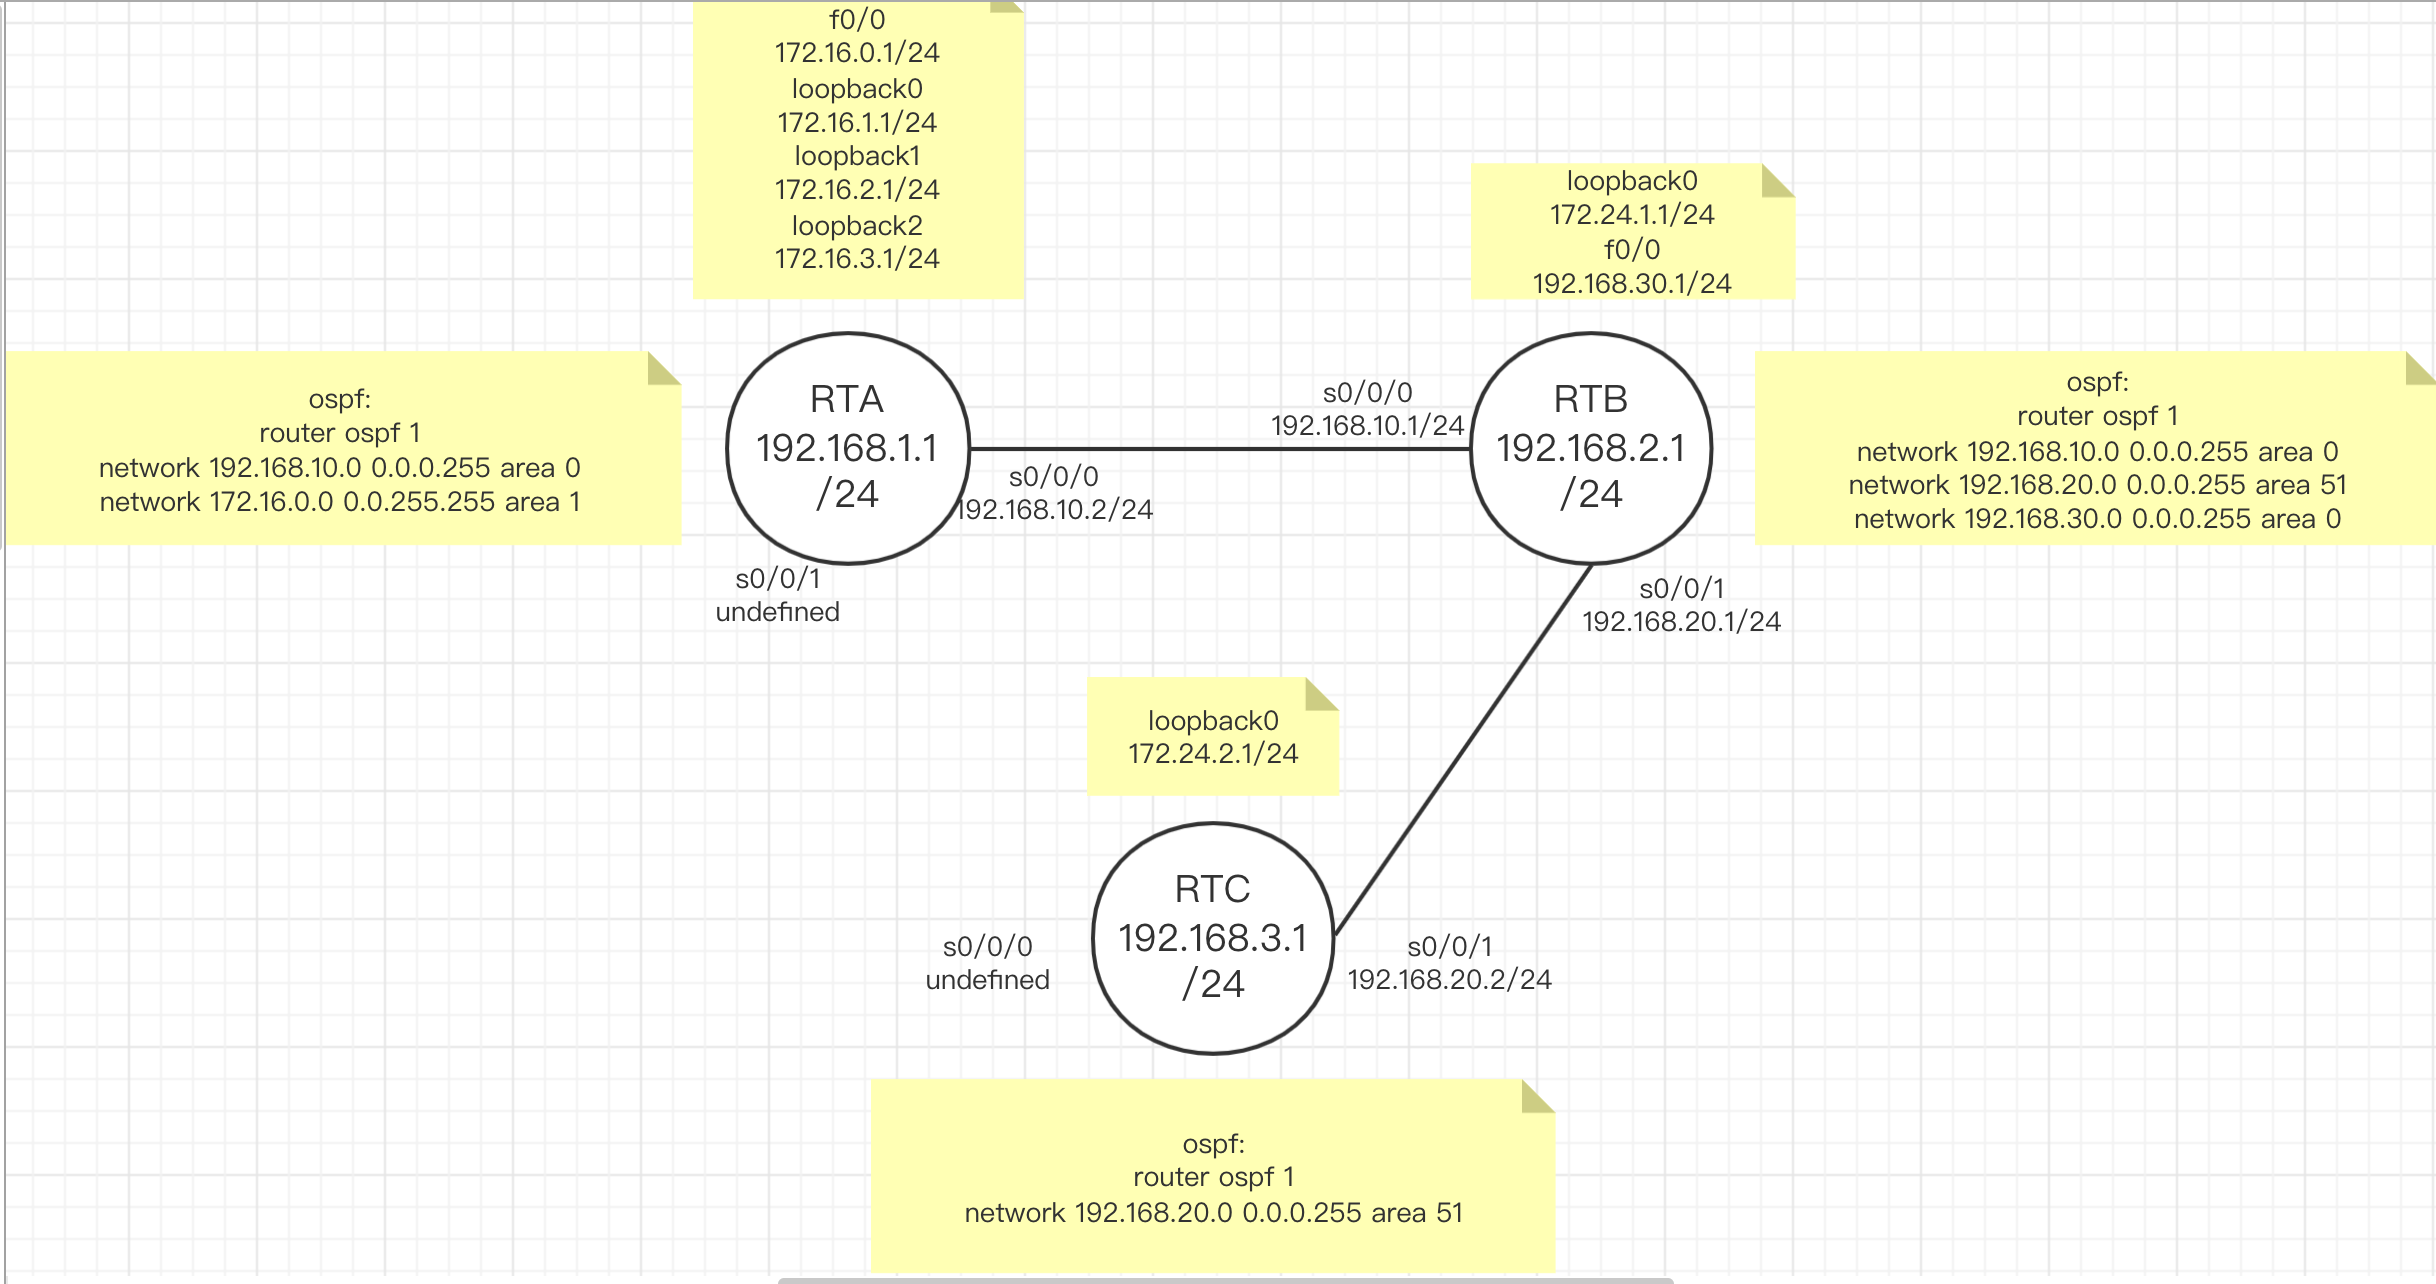 f0/0
172.16.0.1/24
loopback0
172.16.1.1/24
loopback1
172.16.2.1/24
loopback2
172.16.3.1/24
loopback0
172.24.1.1/24
f0/0
192.168.30.1/24
ospf:
router ospf 1
network 192.168.10.0 0.0.0.255 area 0
network 172.16.0.0 0.0.255.255 area 1
RTA
192.168.1.1
/24
s0/0/0
192.168.10.2/24
s0/0/1
undefined
s0/0/0
192.168.10.1/24
RTB
192.168.2.1
/24
ospf:
router ospf 1
network 192.168.10.0 0.0.0.255 area 0
network 192.168.20.0 0.0.0.255 area 51
network 192.168.30.0 0.0.0.255 area 0
s0/0/1
192.168.20.1/24
loopback0
172.24.2.1/24
s0/0/0
undefined
RTC
192.168.3.1
/24
s0/0/1
192.168.20.2/24
ospf:
router ospf 1
network 192.168.20.0 0.0.0.255 area 51